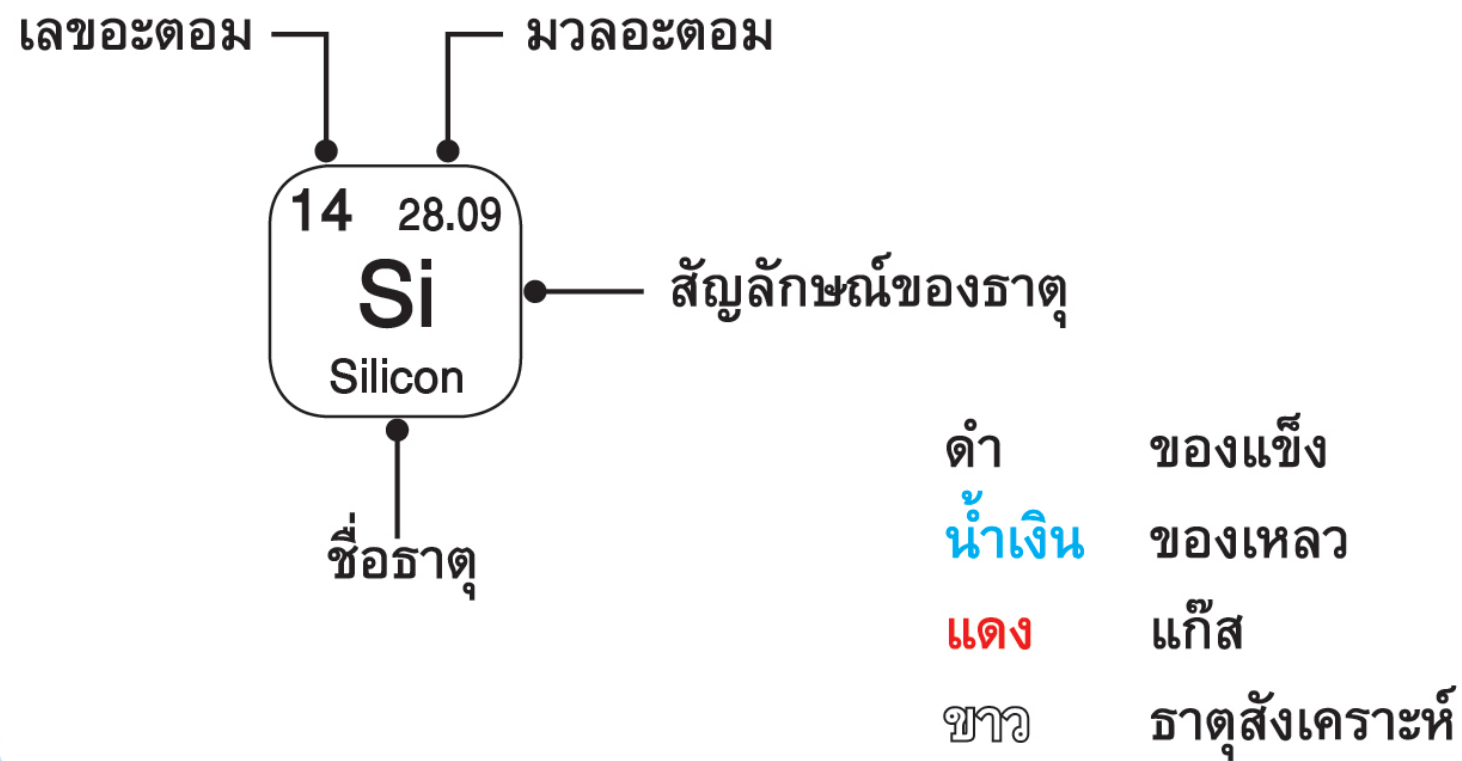 เลขอะตอม มวลอะตอม
14 28.09
Si
สัญลักษณ์ของธาตุ
Silicon
ชื่อธาตุ
ดำ ของแข็ง
น้ำเงิน ของเหลว
แดง แก๊ส
ขาว ธาตุสังเคราะห์